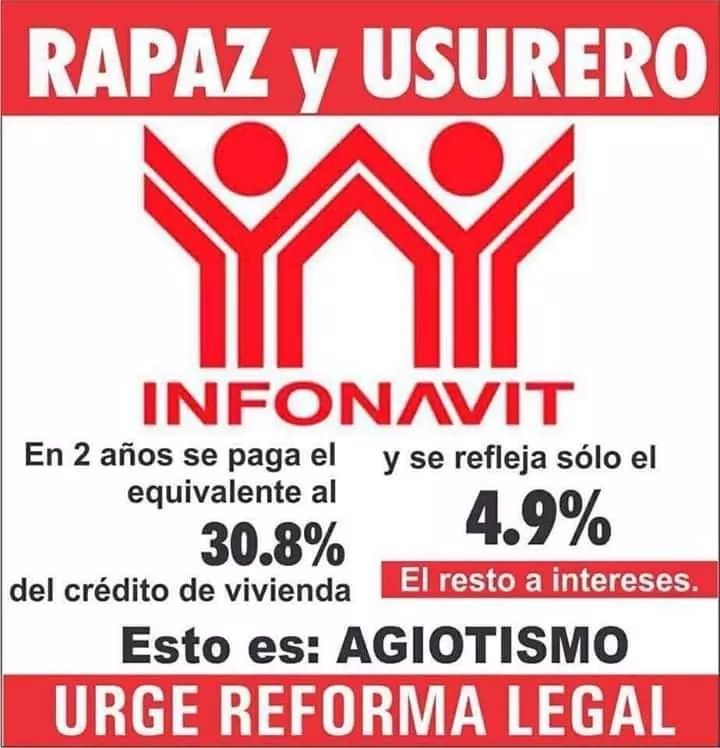 RAPAZ y USURERO
INFONAVIT
En 2 años se paga el
equivalente al
30.8%
del crédito de vivienda
y se refleja sólo el
4.9%
El resto a intereses.
Esto es: AGIOTISMO
URGE REFORMA LEGAL